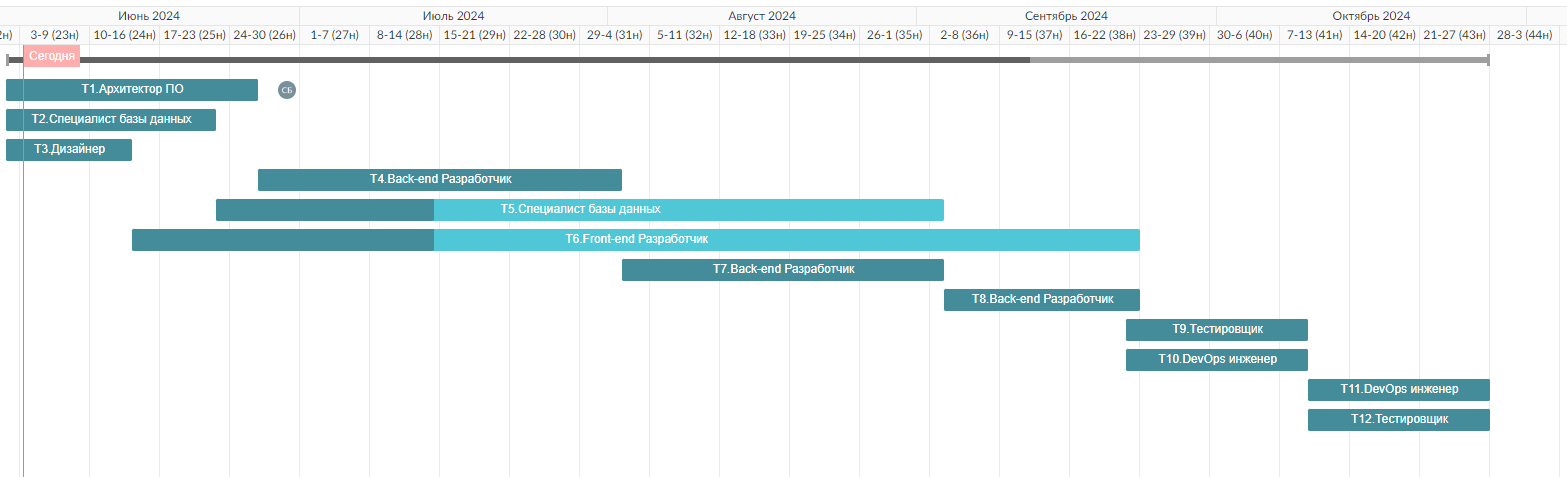 Июнь 2024 Июль 2024 Август 2024 Сентябрь 2024 Октябрь 2024
2н) 3-9 (23н) 10-16 (24н) 17-23 (25н) 24-30 (26н) 1-7 (27н) 8-14 (28н) 15-21 (29н) 22-28 (30н) 29-4 (31н) 5-11 (32н) 12-18 (33н) 19-25 (34н) 26-1 (35н) 2-8 (36н) 9-15 (37н) 16-22 (38н) 23-29 (39н) 30-6 (40н) 7-13 (41н) 14-20 (42н) 21-27 (43н) 28-3 (44н)
Сегодня
Т1.Архитектор ПО СБ
Т2.Специалист базы данных
Т3.Дизайнер
Т4.Back-end Разработчик
Т5.Специалист базы данных
Т6.Front-end Разработчик
Т7.Back-end Разработчик
Т8.Back-end Разработчик
Т9.Тестировщик
Т10.DevOps инженер
Т11.DevOps инженер
Т12.Тестировщик